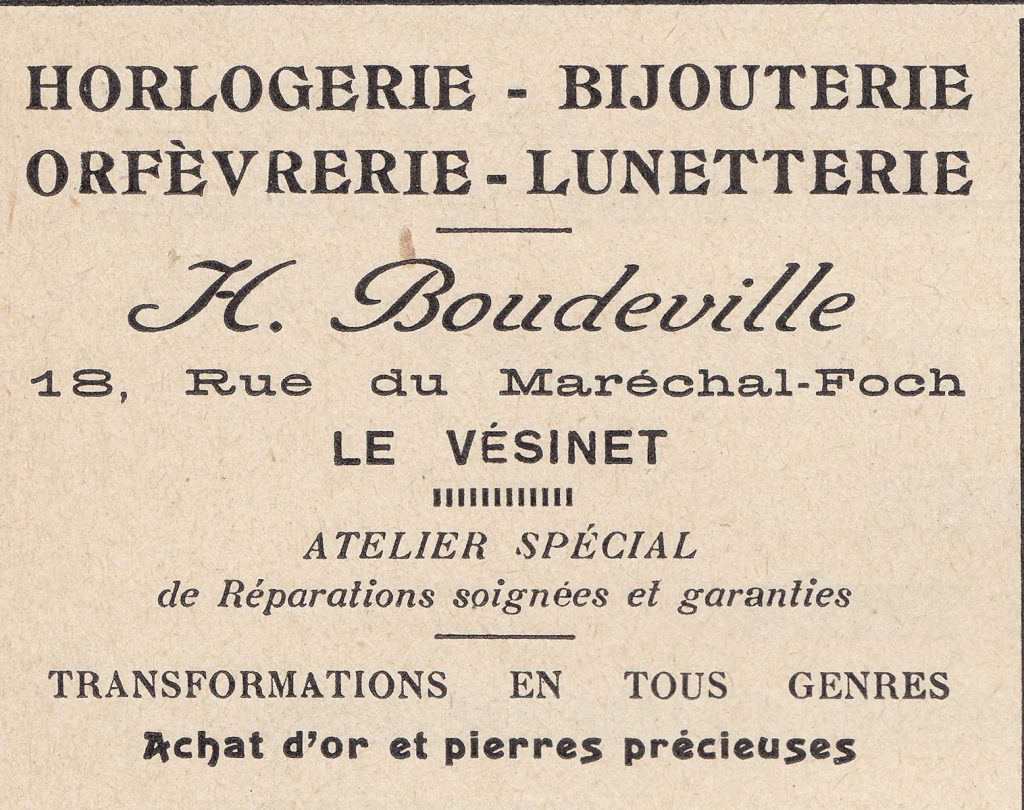 HORLOGERIE - BIJOUTERIE
ORFÈVRERIE - LUNETTERIE
H. Boudeville
18, Rue du Maréchal-Foch
LE VÉSINET
ATELIER SPÉCIAL
de Réparations soignées et garanties
TRANSFORMATIONS EN TOUS GENRES
Achat d'or et pierres précieuses